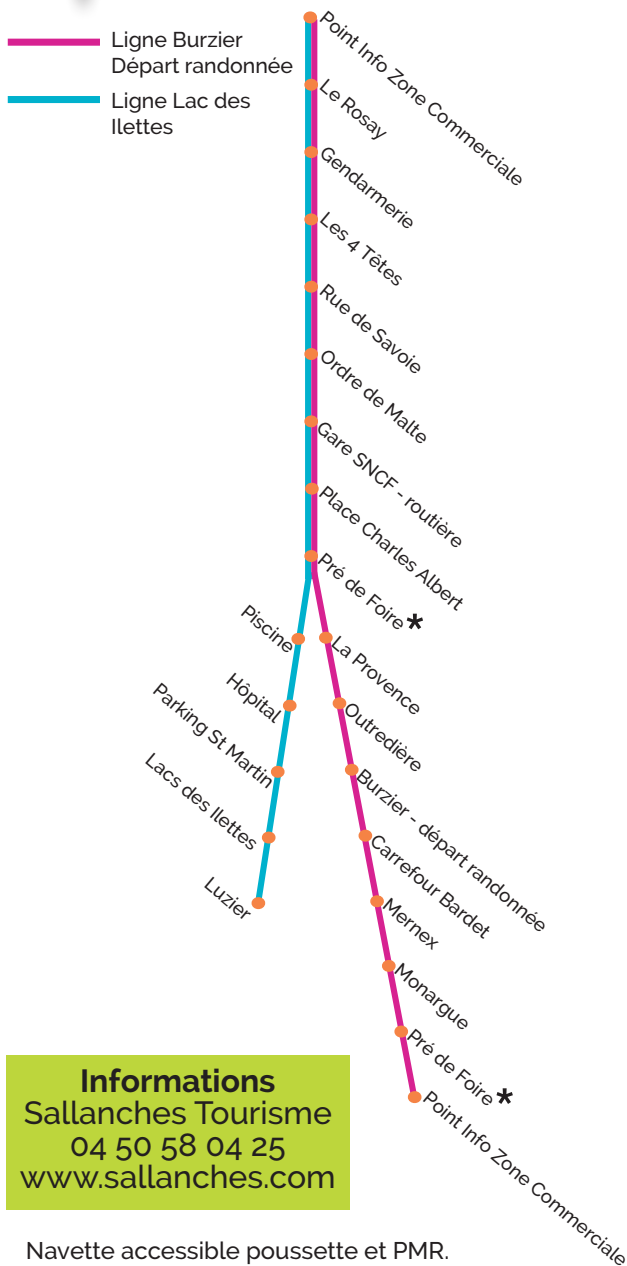 Ligne Burzier
Départ randonnée
Ligne Lac des
Ilettes
Point Info Zone Commerciale
Le Rosay
Gendarmerie
Les 4 Têtes
Rue de Savoie
Ordre de Malte
Gare SNCF - routière
Place Charles Albert
Pré de Foire *
Piscine
Hôpital
Parking St Martin
Lacs des Ilettes
Luzier
La Provence
Outredière
Burzier - départ randonnée
Carrefour Bardet
Mernex
Monargue
Pré de Foire *
Point Info Zone Commerciale
Informations
Sallanches Tourisme
04 50 58 04 25
www.sallanches.com
Navette accessible poussette et PMR.